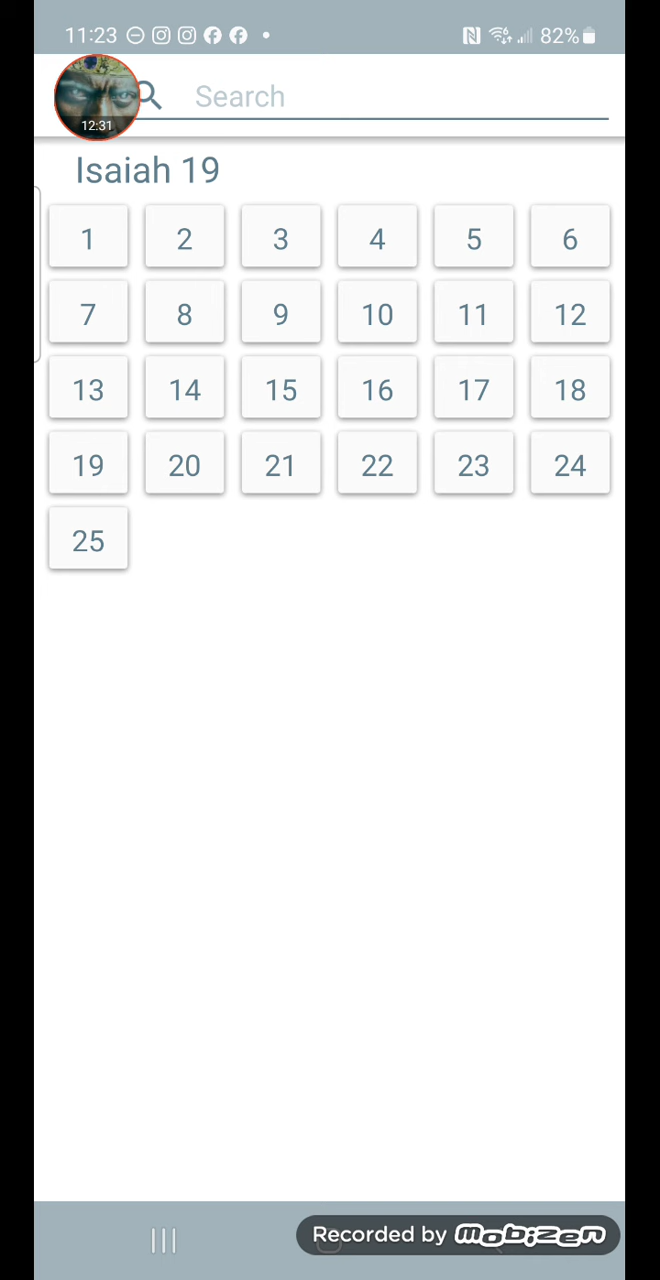 11:23 82%
Search
12:31
Isaiah 19
1 2 3 4 5 6
7 8 9 10 11 12
13 14 15 16 17 18
19 20 21 22 23 24
25
Recorded by mobizen